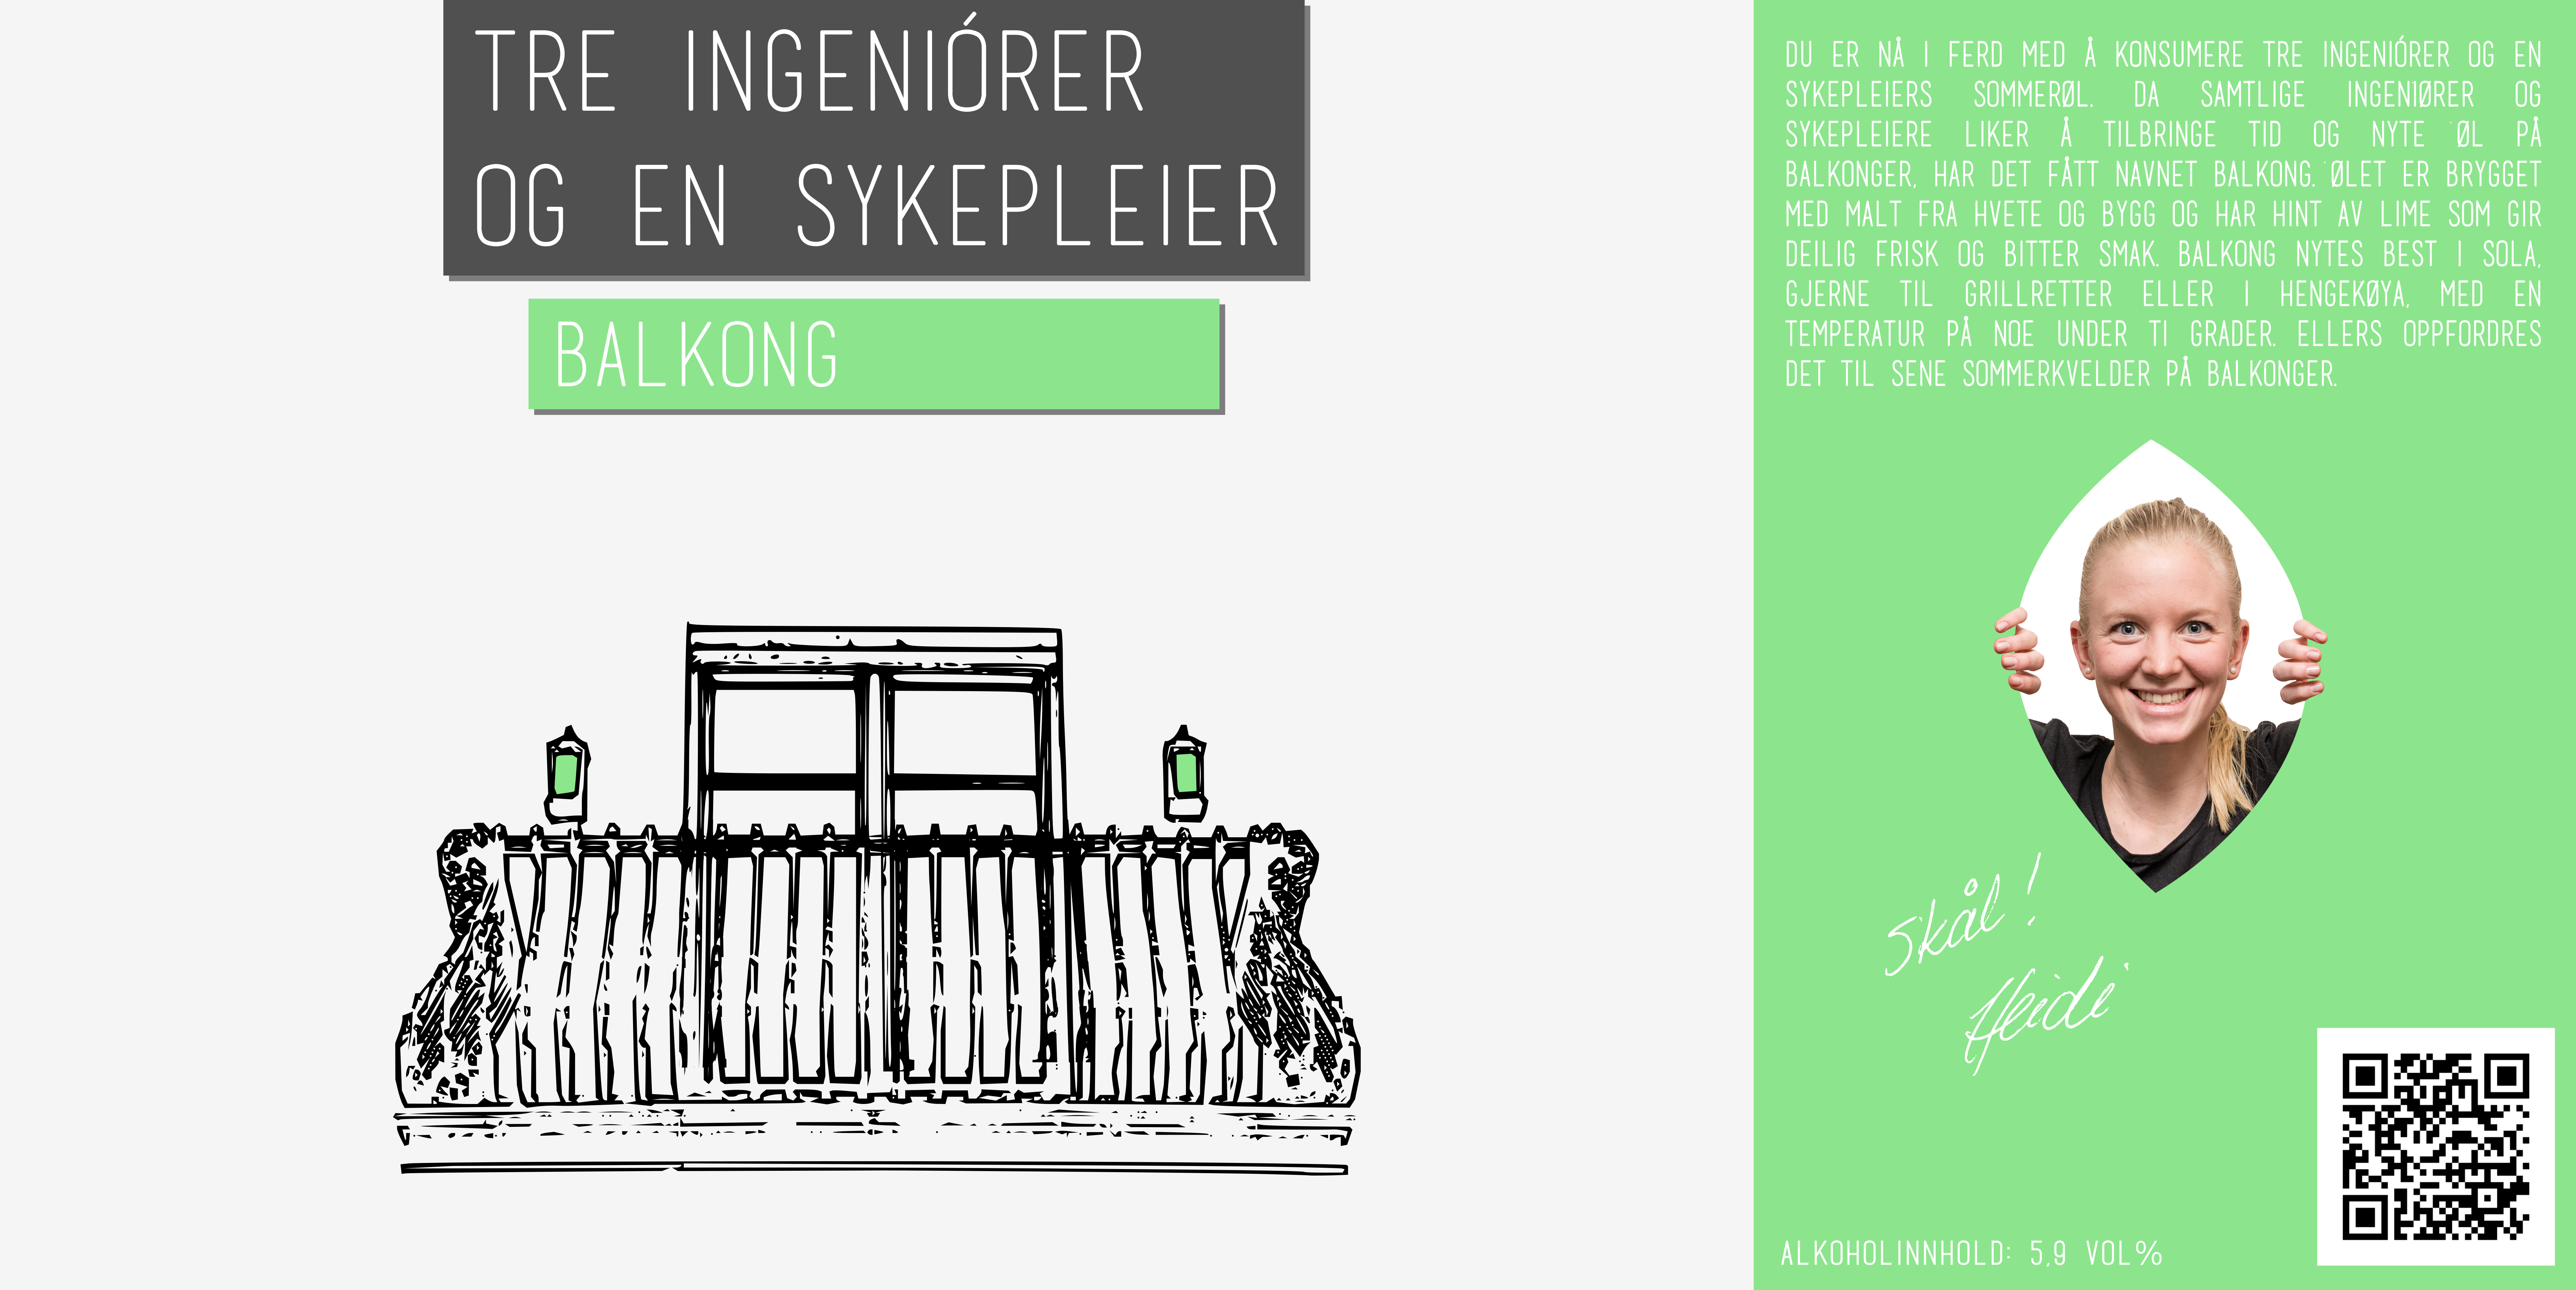 TRE INGENIÓRER
OG EN SYKEPLEIER
BALKONG
DU ER NÅ I FERD MED Å KONSUMERE TRE INGENIÓRER OG EN
SYKEPLEIERS SOMMERØL. DA SAMTLIGE INGENIØRER OG
SYKEPLEIERE LIKER Å TILBRINGE TID OG NYTE ØL PÅ
BALKONGER, HAR DET FÅTT NAVNET BALKONG. ØLET ER BRYGGET
MED MALT FRA HVETE OG BYGG OG HAR HINT AV LIME SOM GIR
DEILIG FRISK OG BITTER SMAK. BALKONG NYTES BEST I SOLA,
GJERNE TIL GRILLRETTER ELLER I HENGEKØYA, MED EN
TEMPERATUR PÅ NOE UNDER TI GRADER. ELLERS OPPFORDRES
DET TIL SENE SOMMERKVELDER PÅ BALKONGER.
Skål!
Heidi
ALKOHOLINNHOLD: 5,9 VOL%